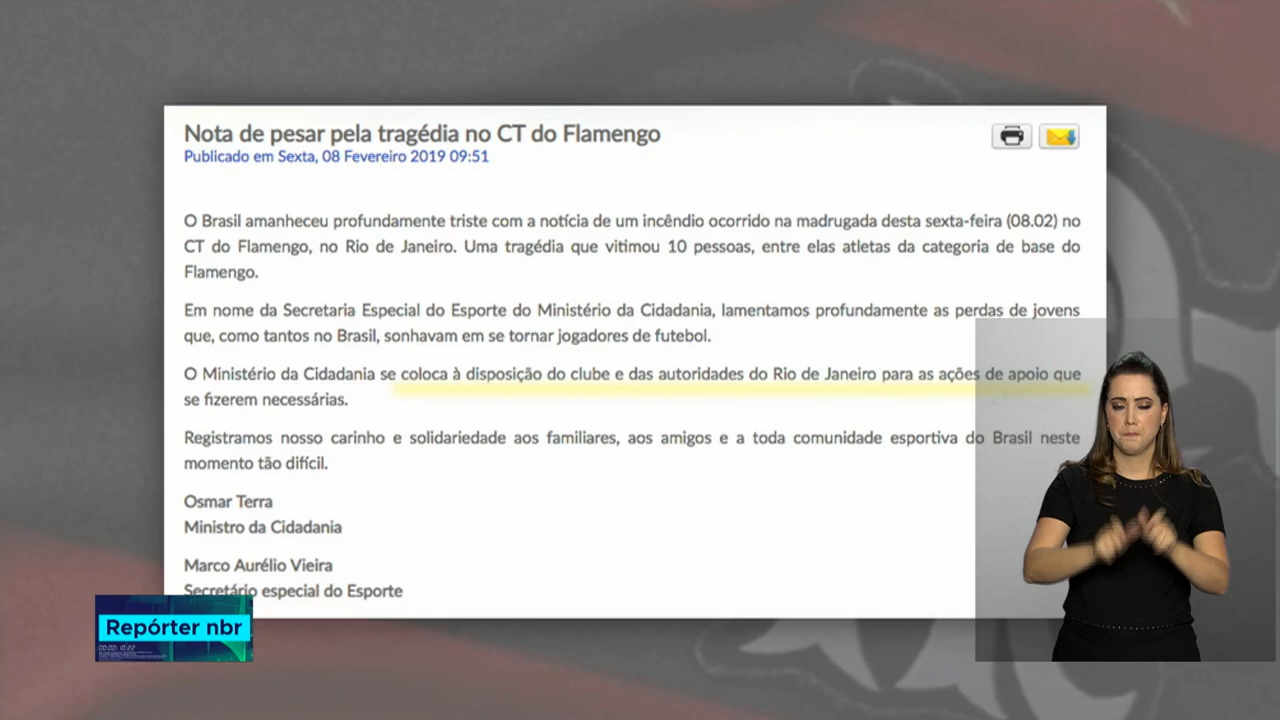 Nota de pesar pela tragédia no CT do Flamengo
Publicado em Sexta, 08 Fevereiro 2019 09:51
O Brasil amanheceu profundamente triste com a notícia de um incêndio ocorrido na madrugada desta sexta-feira (08.02) no
CT do Flamengo, no Rio de Janeiro. Uma tragédia que vitimou 10 pessoas, entre elas atletas da categoria de base do
Flamengo.
Em nome da Secretaria Especial do Esporte do Ministério da Cidadania, lamentamos profundamente as perdas de jovens
que, como tantos no Brasil, sonhavam em se tornar jogadores de futebol.
O Ministério da Cidadania se coloca à disposição do clube e das autoridades do Rio de Janeiro para as ações de apoio que
se fizerem necessárias.
Registramos nosso carinho e solidariedade aos familiares, aos amigos e a toda comunidade esportiva do Brasil neste
momento tão difícil.
Osmar Terra
Ministro da Cidadania
Marco Aurélio Vieira
Secretário especial do Esporte
Repórter nbr